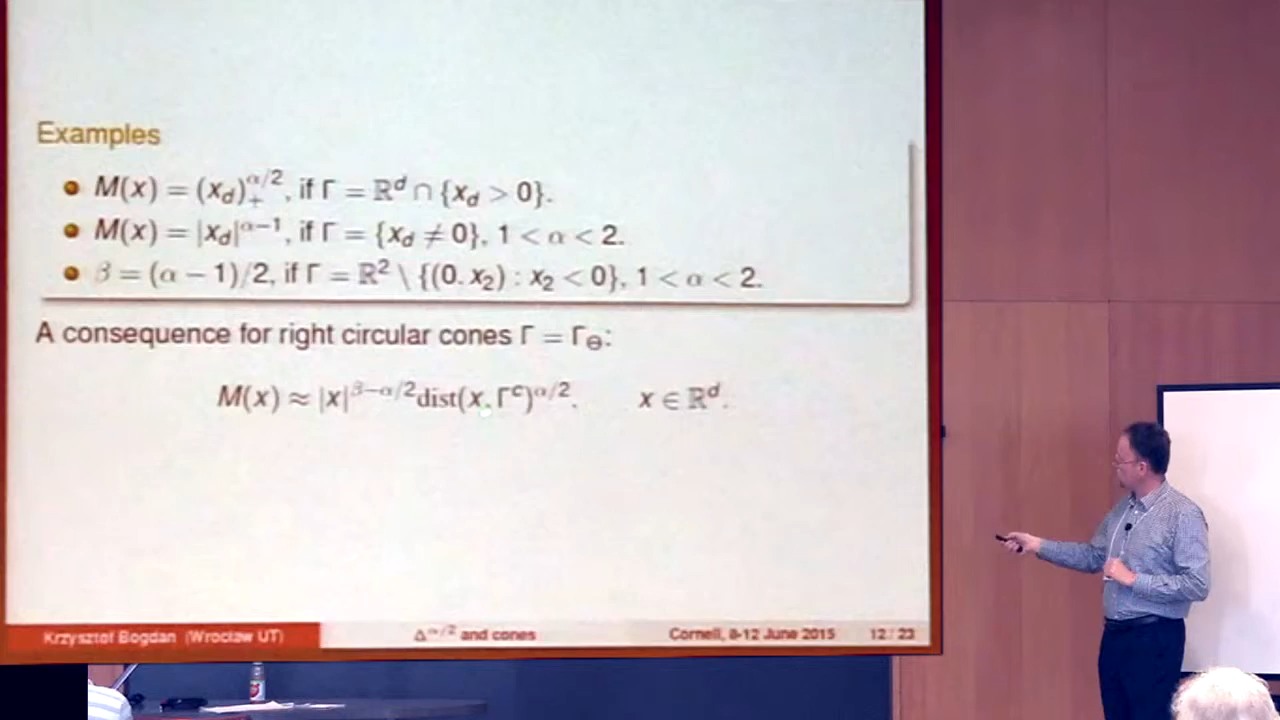 Examples
M(x) = (x_d)_+^{α/2}, if Γ = ℝ^d ∩ {x_d > 0}.
M(x) = |x_d|^{α−1}, if Γ = {x_d ≠ 0}, 1 < α < 2.
β = (α − 1)/2, if Γ = ℝ^2 \ {(0, x_2) : x_2 < 0}, 1 < α < 2.
A consequence for right circular cones Γ = Γ_Θ:
M(x) ≈ |x|^{β−α/2}dist(x, Γ^c)^{α/2}, x ∈ ℝ^d.
Krzysztof Bogdan (Wrocław UT) Δ^{α/2} and cones Cornell, 8-12 June 2015 12 / 23